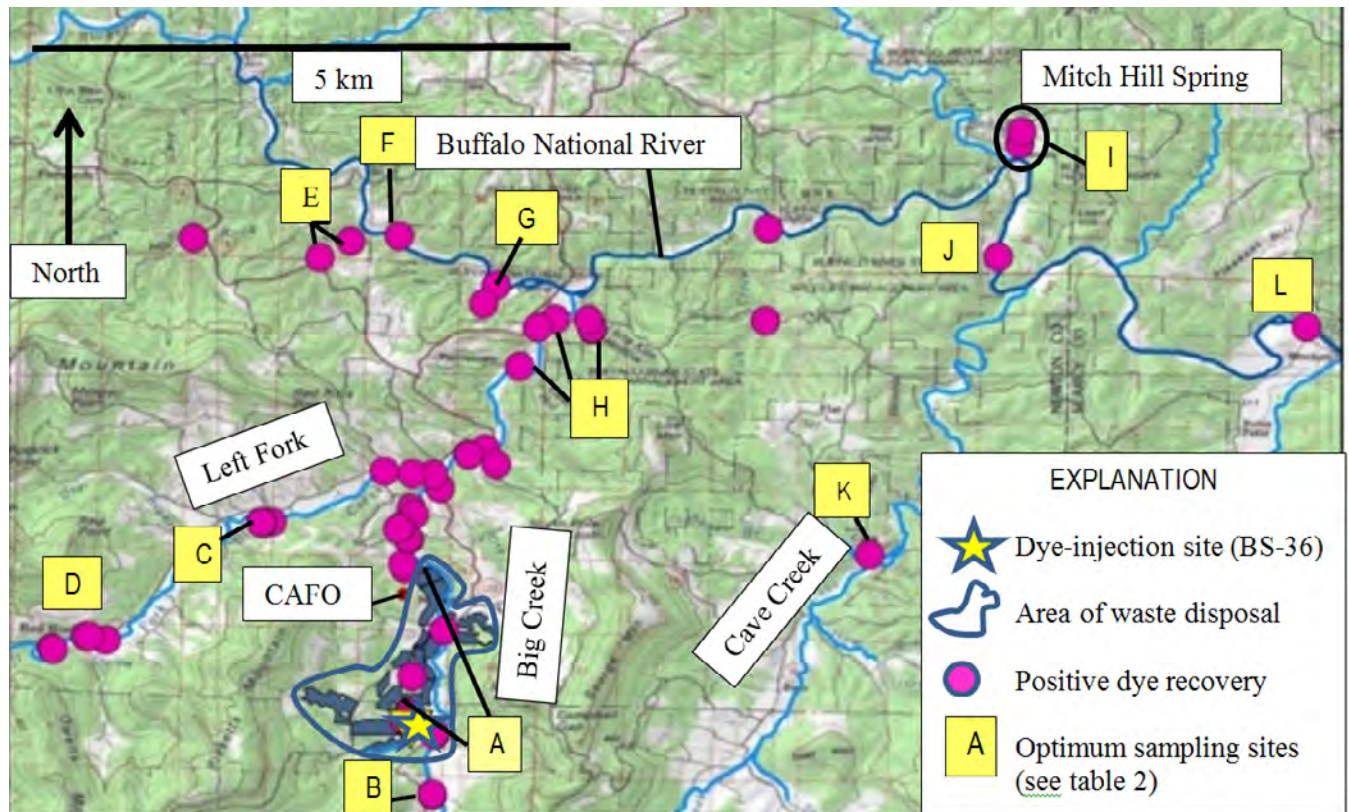 5 km
Mitch Hill Spring
F
Buffalo National River
E
I
G
North
J
L
Mountain
H
Left Fork
K
EXPLANATION
C
Dye-injection site (BS-36)
D
CAFO
Big Creek
Cave Creek
Area of waste disposal
Positive dye recovery
A
B
A
Optimum sampling sites
(see table 2)